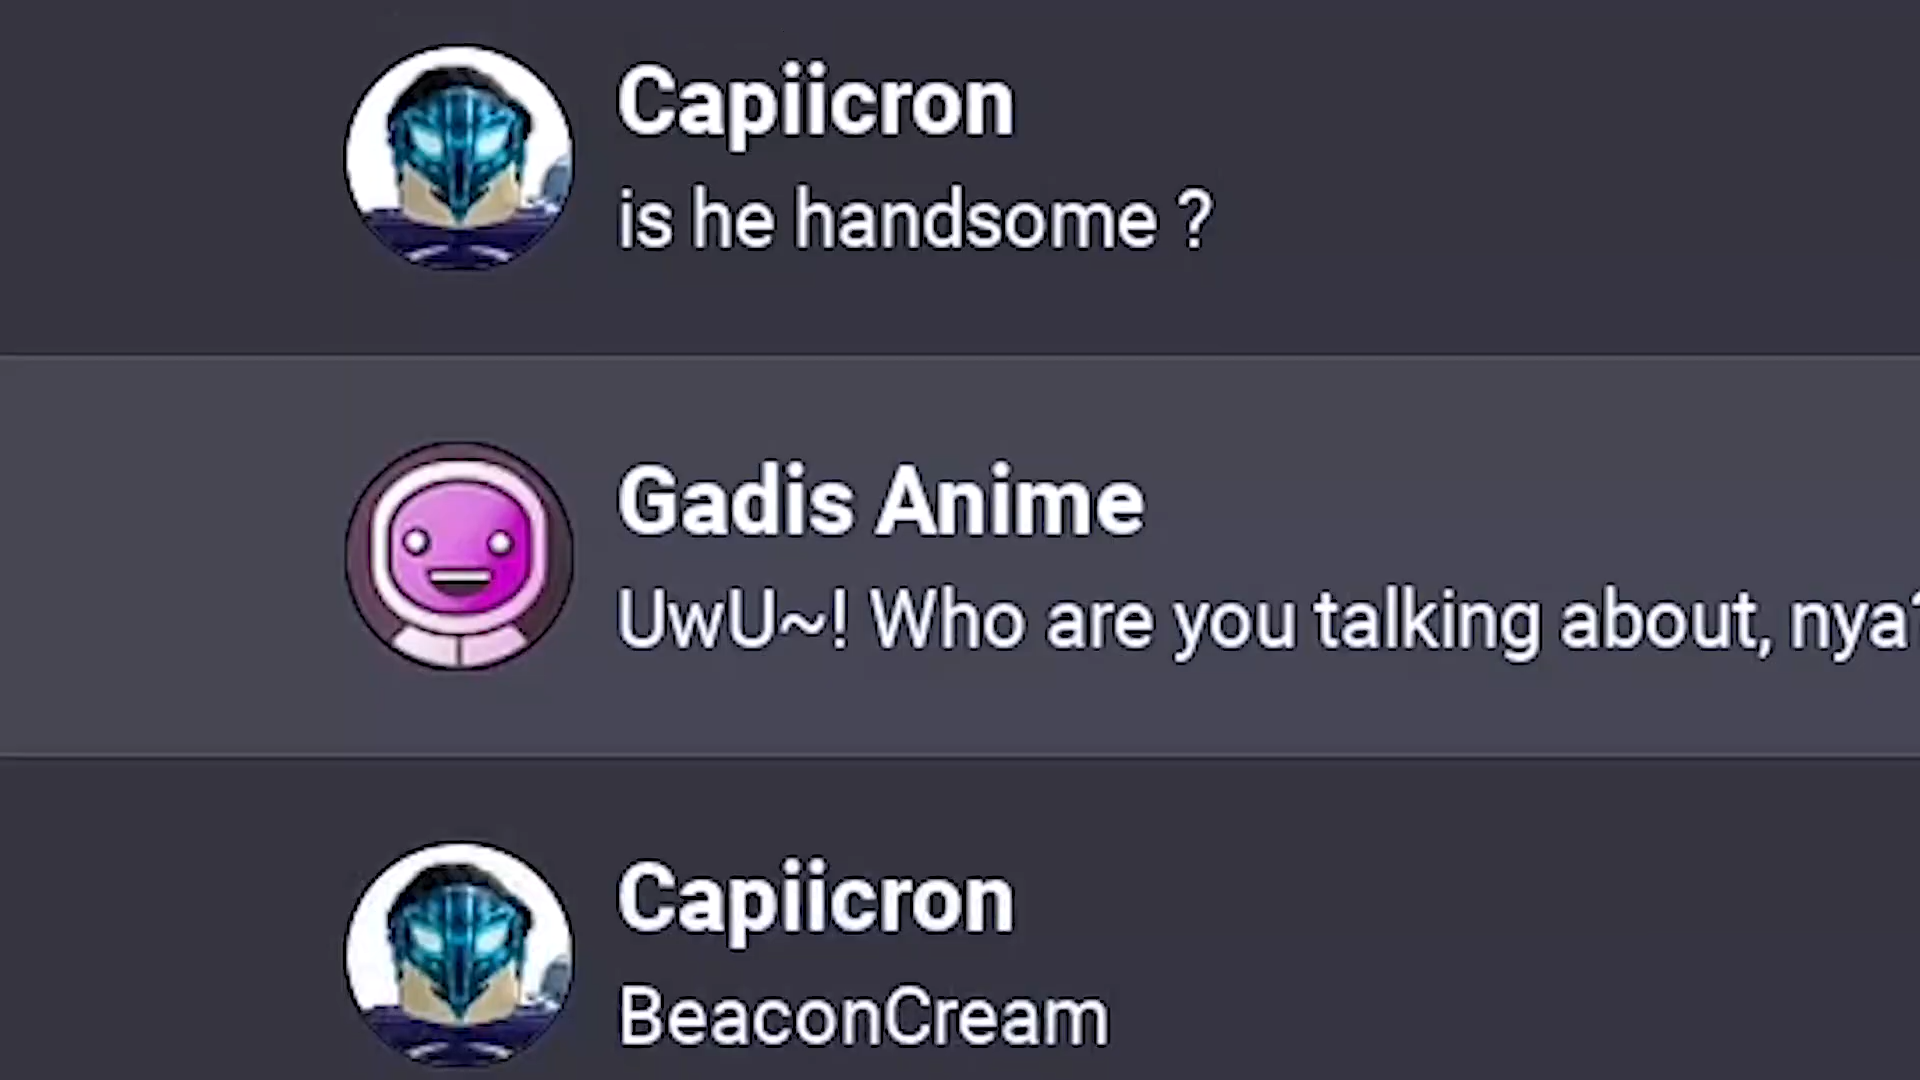 Capiicron
is he handsome ?
Gadis Anime
UwU~! Who are you talking about, nya?
Capiicron
BeaconCream